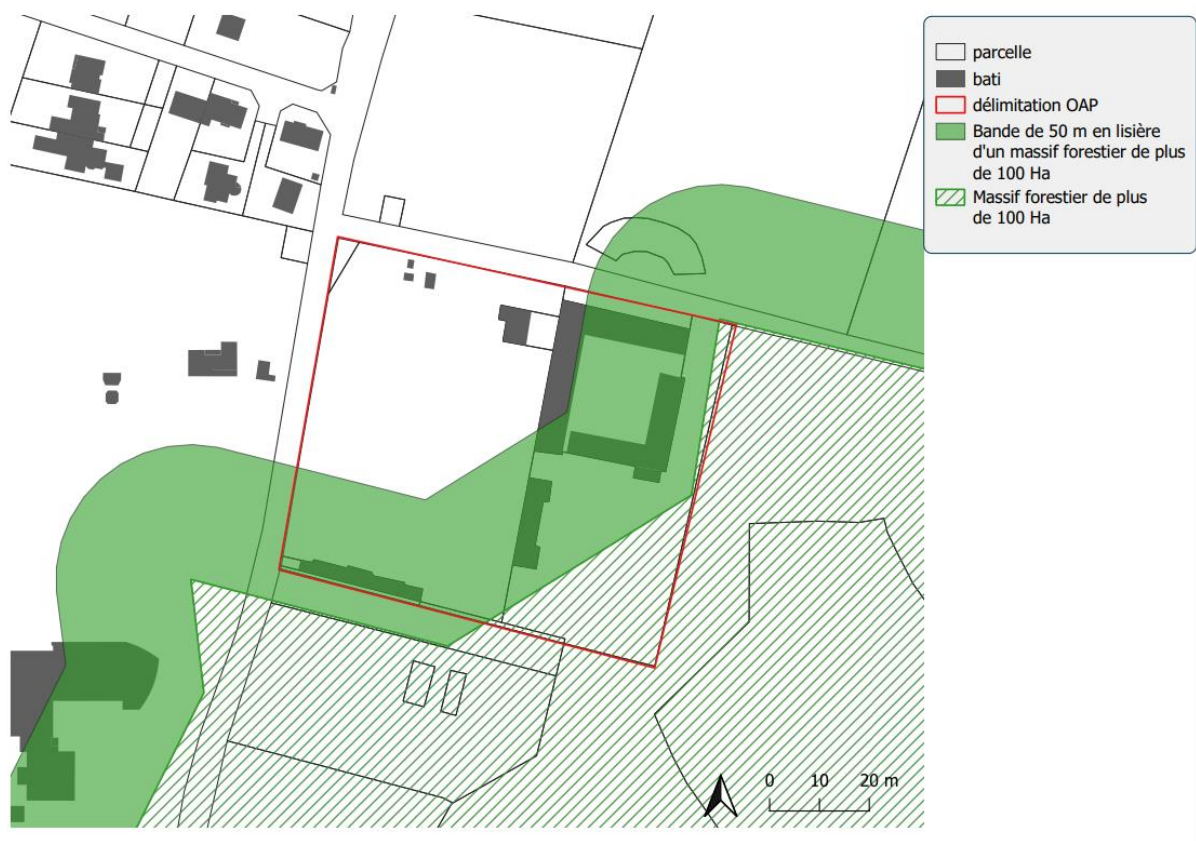 parcelle
bati
délimitation OAP
Bande de 50 m en lisière
d'un massif forestier de plus
de 100 Ha
Massif forestier de plus
de 100 Ha
0 10 20 m